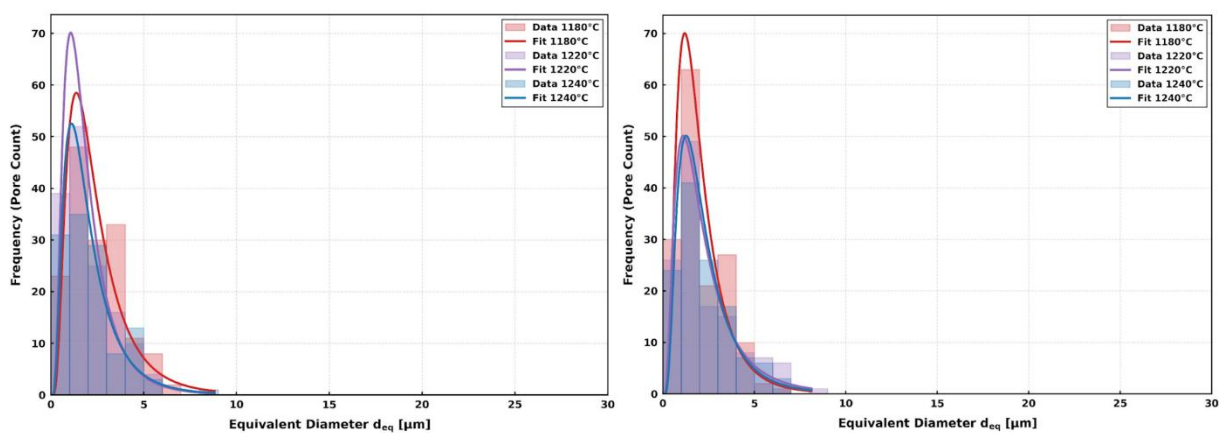 Frequency (Pore Count)
70
60
50
40
30
20
10
0
0 5 10 15 20 25 30
Equivalent Diameter d_eq [µm]
Data 1180°C
Fit 1180°C
Data 1220°C
Fit 1220°C
Data 1240°C
Fit 1240°C
Frequency (Pore Count)
70
60
50
40
30
20
10
0
0 5 10 15 20 25 30
Equivalent Diameter d_eq [µm]
Data 1180°C
Fit 1180°C
Data 1220°C
Fit 1220°C
Data 1240°C
Fit 1240°C